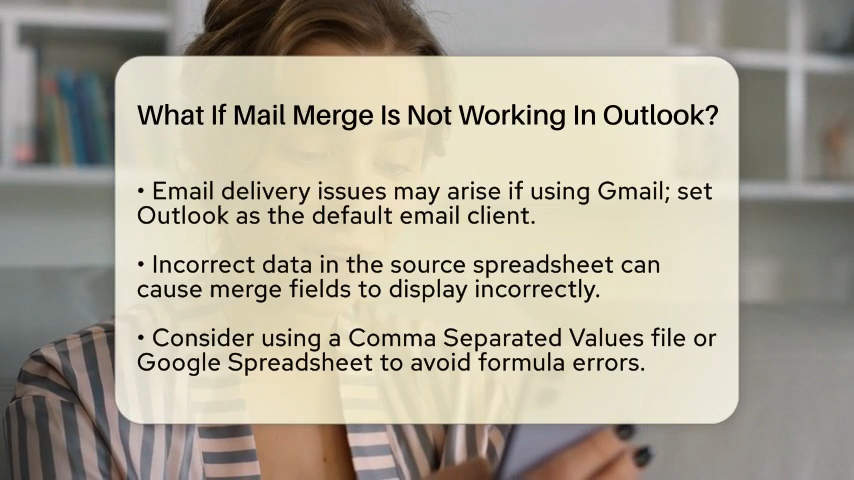 What If Mail Merge Is Not Working In Outlook?
• Email delivery issues may arise if using Gmail; set
Outlook as the default email client.
• Incorrect data in the source spreadsheet can
cause merge fields to display incorrectly.
• Consider using a Comma Separated Values file or
Google Spreadsheet to avoid formula errors.